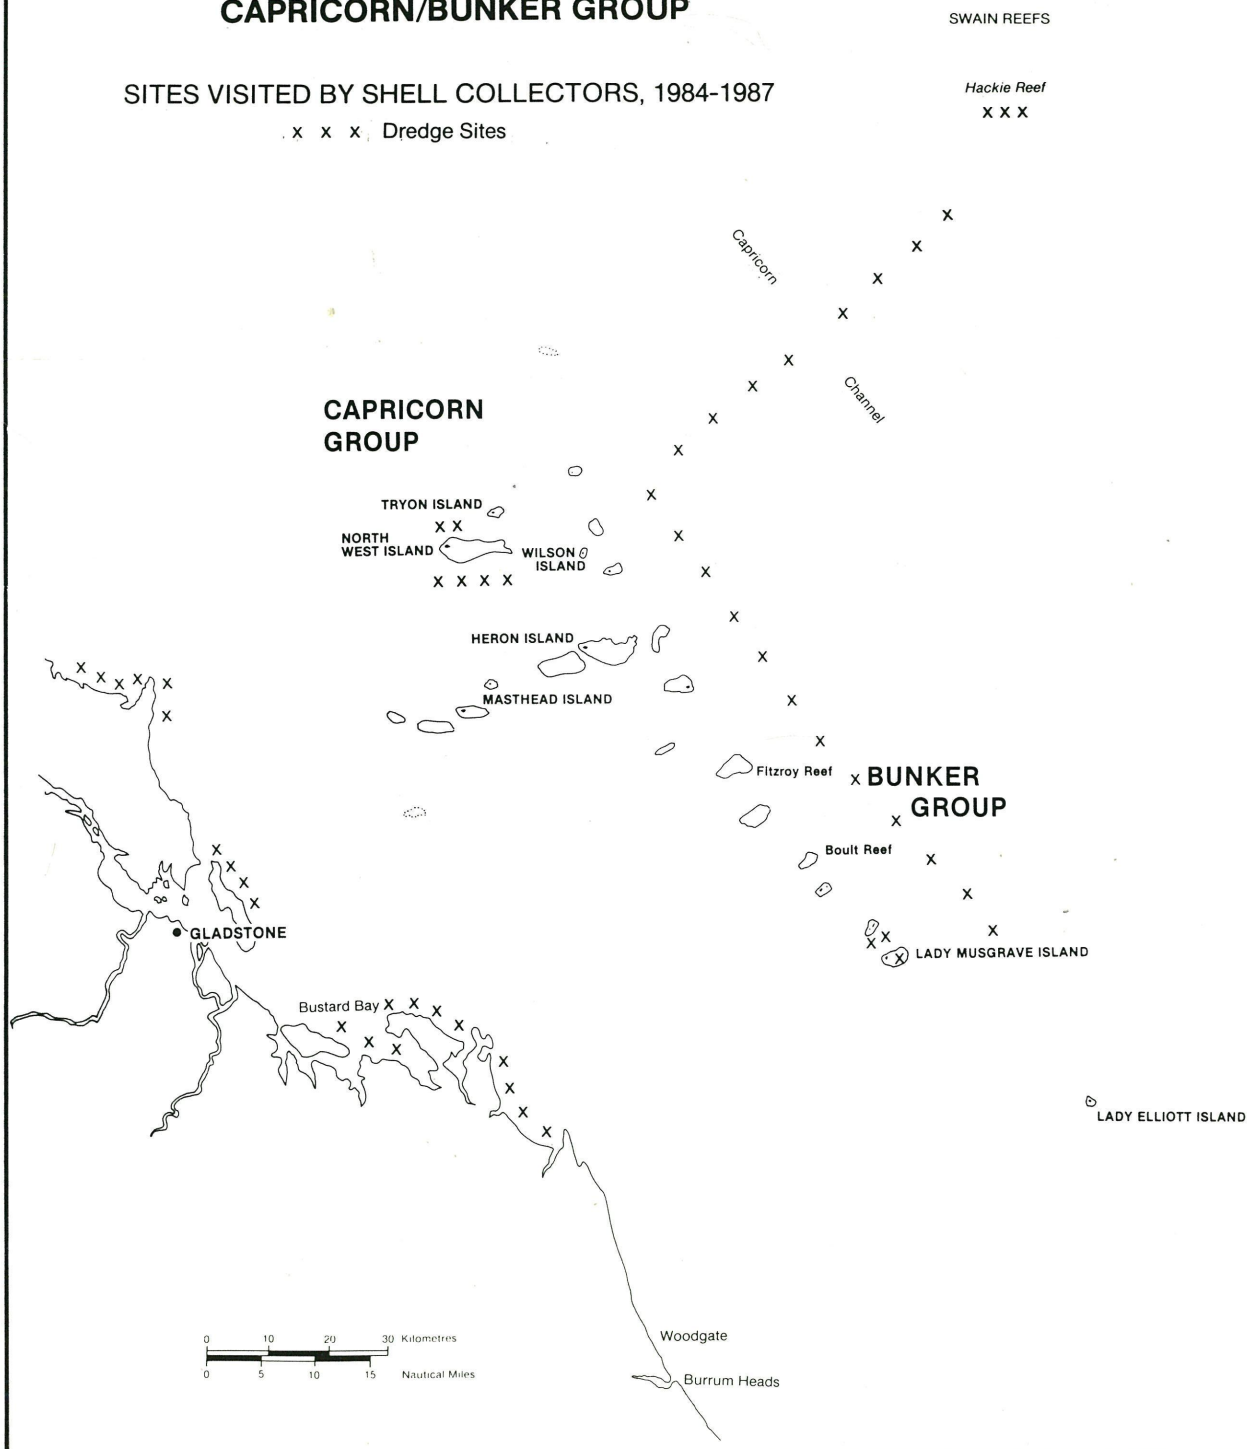 CAPRICORN/BUNKER GROUP
SWAIN REEFS
SITES VISITED BY SHELL COLLECTORS, 1984-1987
Hackie Reef
x x x
x x x Dredge Sites
Capricorn
Channel
CAPRICORN
GROUP
TRYON ISLAND
NORTH
WEST ISLAND
WILSON
ISLAND
HERON ISLAND
MASTHEAD ISLAND
Fitzroy Reef
BUNKER
GROUP
Boult Reef
GLADSTONE
LADY MUSGRAVE ISLAND
Bustard Bay
LADY ELLIOTT ISLAND
0 10 20 30 Kilometres
0 5 10 15 Nautical Miles
Woodgate
Burrum Heads